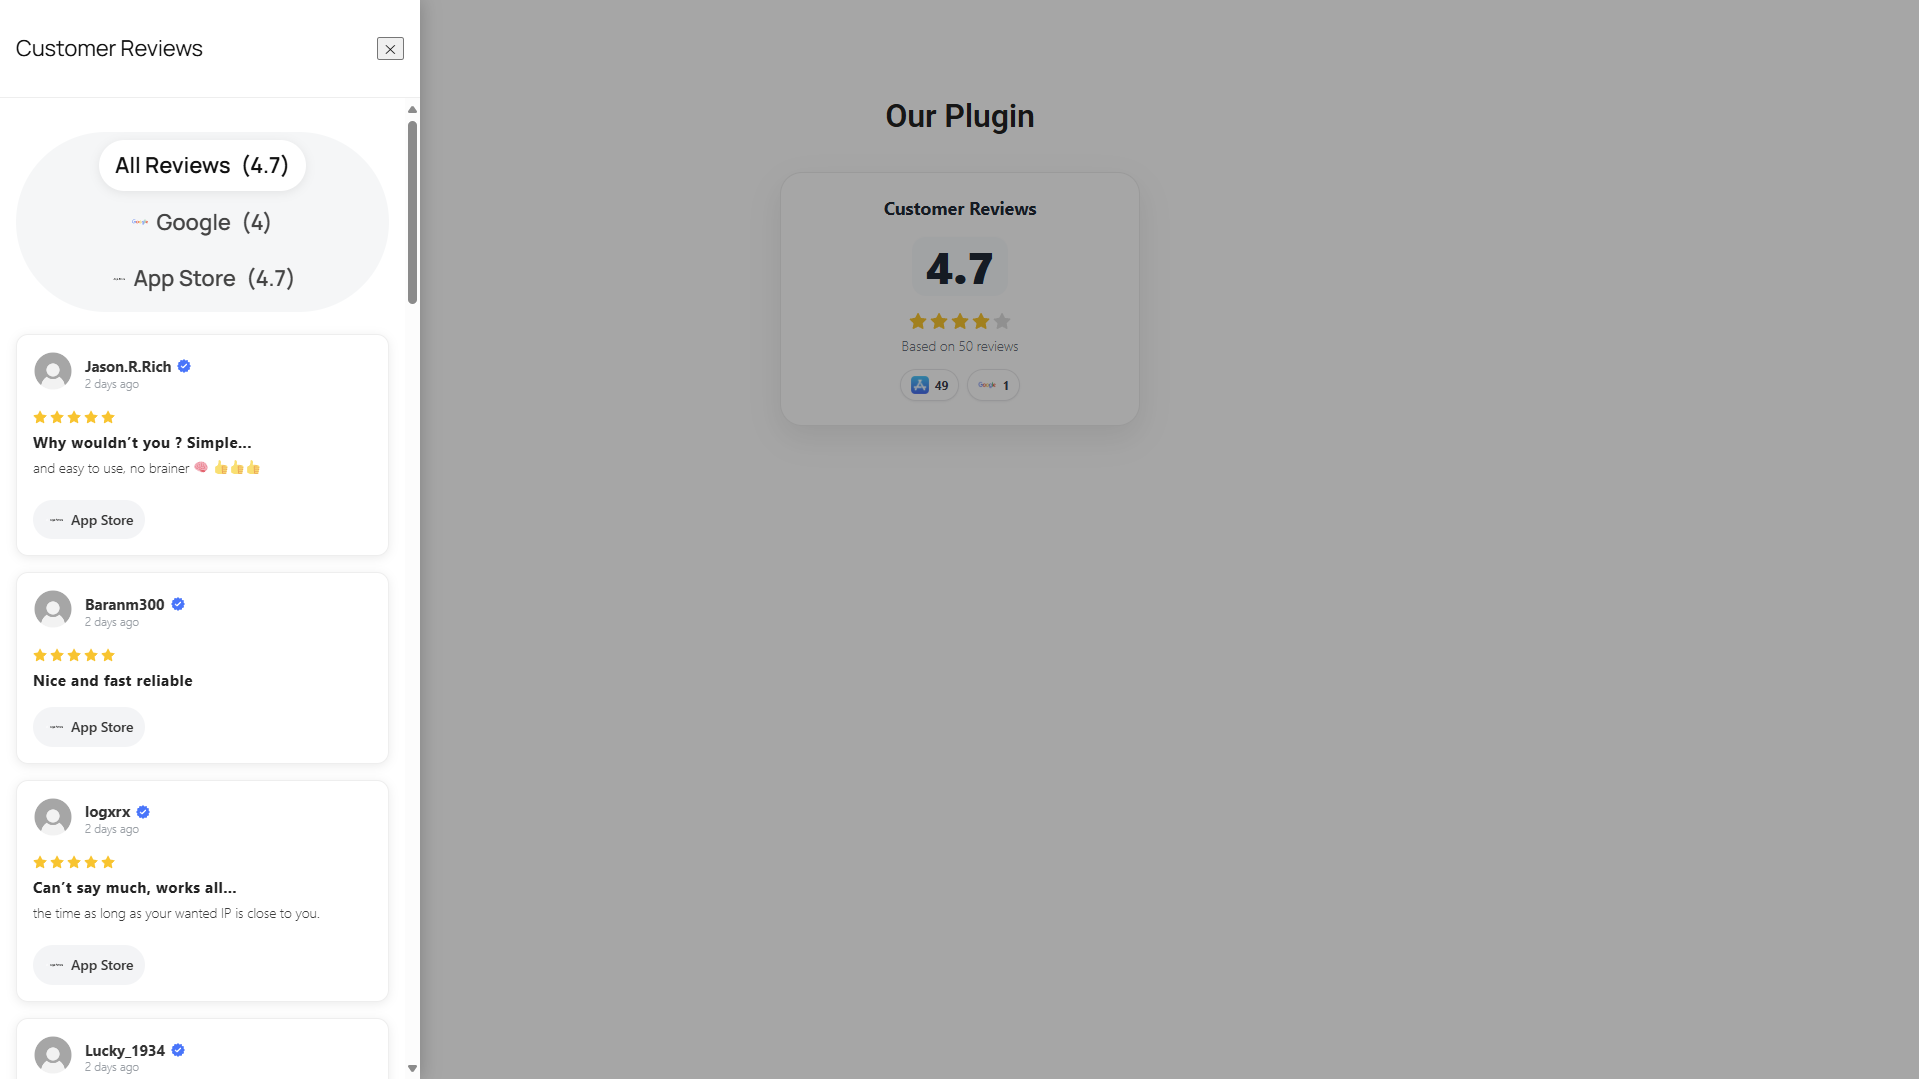 Customer Reviews
All Reviews (4.7)
Google Google (4)
App Store (4.7)
Jason.R.Rich
2 days ago
Why wouldn’t you ? Simple...
and easy to use, no brainer 🧠 👍👍👍
App Store
Baranm300
2 days ago
Nice and fast reliable
App Store
logxrx
2 days ago
Can’t say much, works all...
the time as long as your wanted IP is close to you.
App Store
Lucky_1934
2 days ago
Our Plugin
Customer Reviews
4.7
Based on 50 reviews
49
Google 1